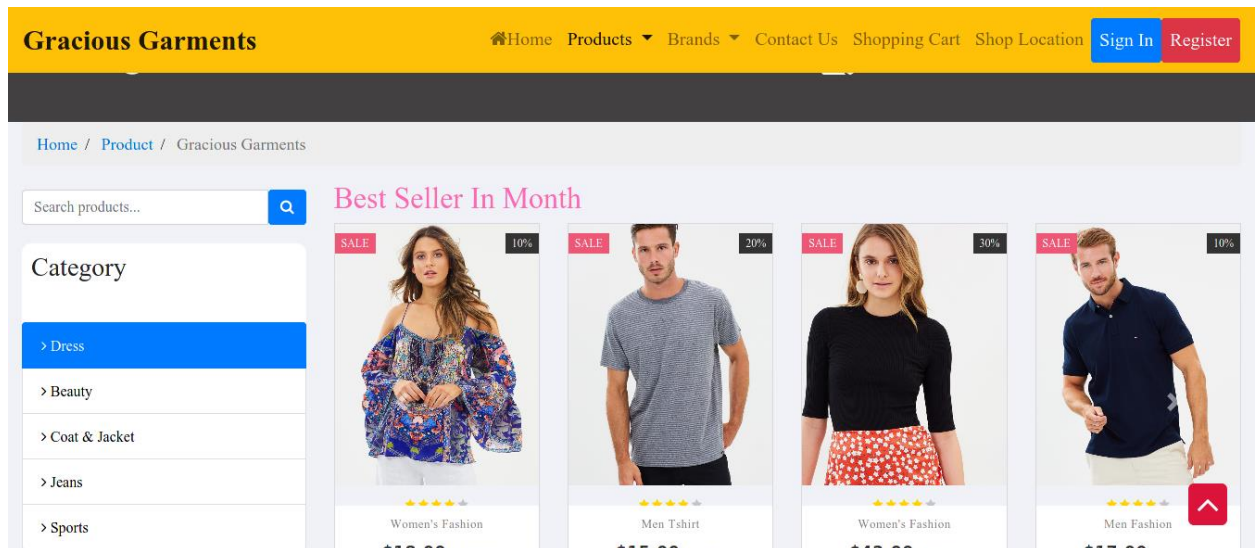 Gracious Garments
Home Products Brands Contact Us Shopping Cart Shop Location Sign In Register
Home / Product / Gracious Garments
Search products...
Category
> Dress
> Beauty
> Coat & Jacket
> Jeans
> Sports
Best Seller In Month
SALE 10% SALE 20% SALE 30% SALE 10%
Women's Fashion Men Tshirt Women's Fashion Men Fashion